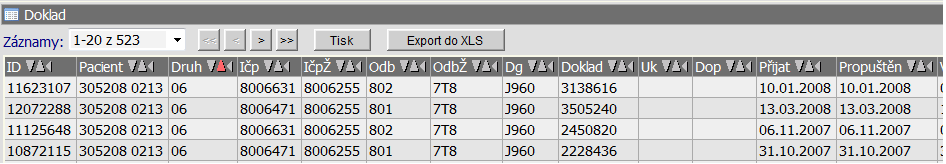 Doklad
Záznamy: 1-20 z 523 << < > >> Tisk Export do XLS
ID Pacient Druh Ičp IčpŽ Odb OdbŽ Dg Doklad Uk Dop Přijat Propuštěn V
11623107 305208 0213 06 8006631 8006255 802 7T8 J960 3138616 10.01.2008 10.01.2008
12072288 305208 0213 06 8006471 8006255 801 7T8 J960 3505240 13.03.2008 13.03.2008
11125648 305208 0213 06 8006631 8006255 802 7T8 J960 2450820 06.11.2007 06.11.2007
10872115 305208 0213 06 8006471 8006255 801 7T8 J960 2228436 31.10.2007 31.10.2007